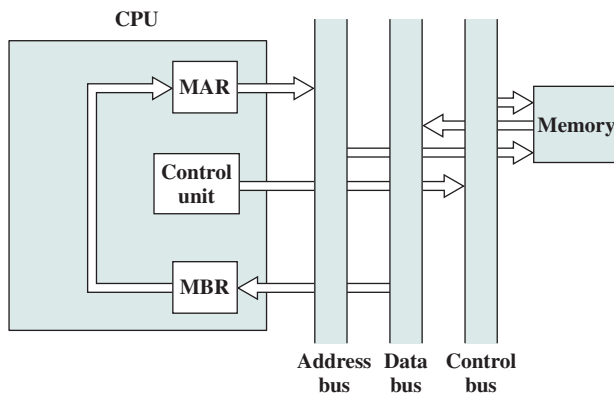 CPU
MAR
Memory
Control
unit
MBR
Address
bus
Data
bus
Control
bus